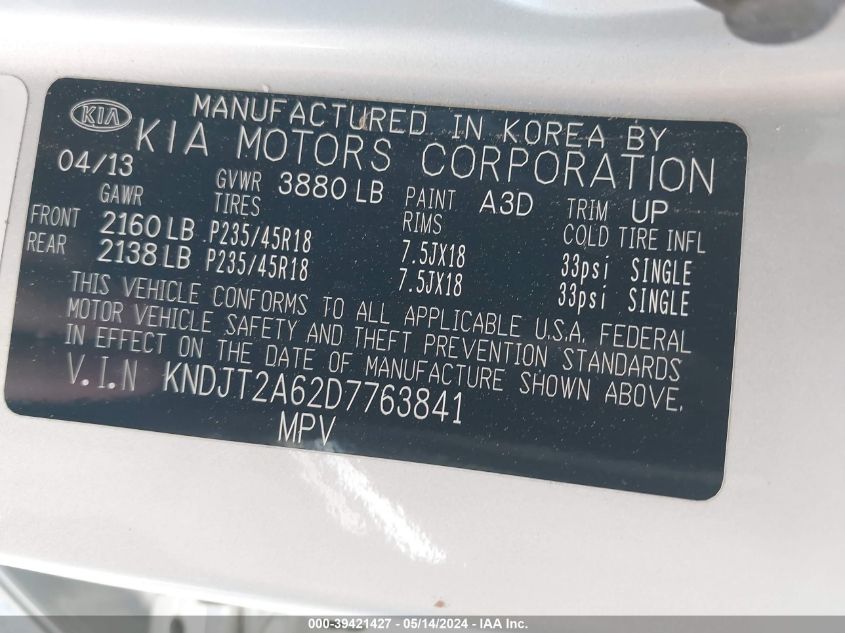 KIA
MANUFACTURED IN KOREA BY
KIA MOTORS CORPORATION
04/13 GVWR 3880 LB PAINT A3D TRIM UP
GAWR TIRES RIMS COLD TIRE INFL
FRONT 2160 LB P235/45R18 7.5JX18 33psi SINGLE
REAR 2138 LB P235/45R18 7.5JX18 33psi SINGLE
THIS VEHICLE CONFORMS TO ALL APPLICABLE U.S.A. FEDERAL
MOTOR VEHICLE SAFETY AND THEFT PREVENTION STANDARDS
IN EFFECT ON THE DATE OF MANUFACTURE SHOWN ABOVE.
V.I.N KNDJT2A62D7763841
MPV
000--39421427 - 05/14/2024 - IAA Inc.